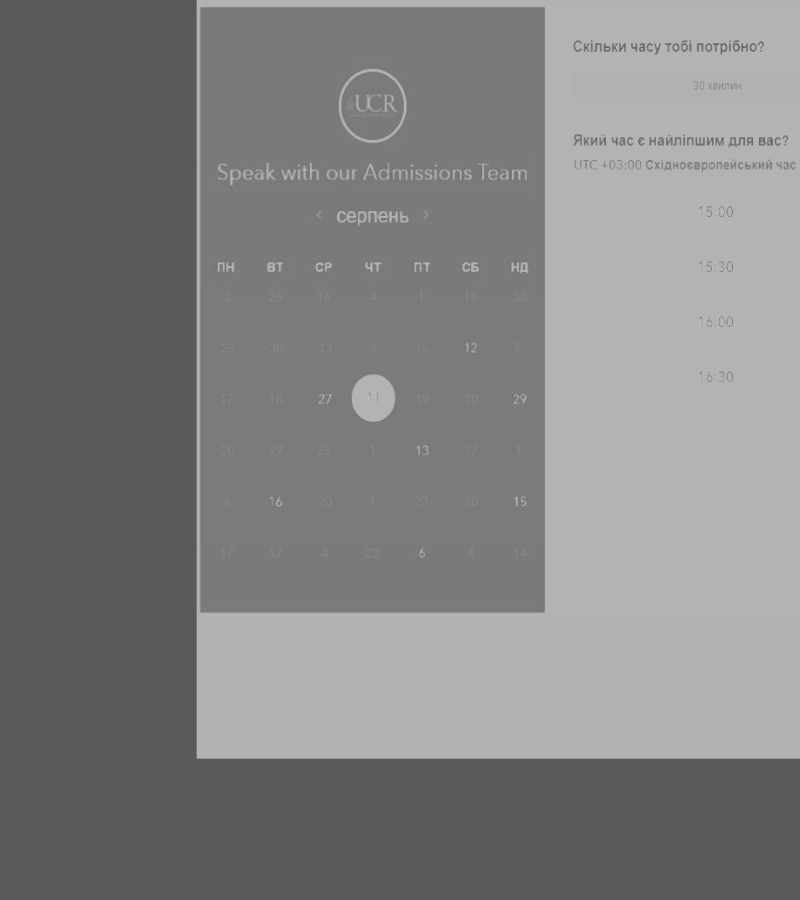 UCR
Speak with our Admissions Team
‹ серпень ›
ПН ВТ СР ЧТ ПТ СБ НД
3 26 16 4 1 18 30
28 30 13 3 15 12 5
12 18 27 11 19 20 29
20 27 25 1 13 17 1
6 16 20 1 23 20 15
17 17 4 23 6 4 14
Скільки часу тобі потрібно?
30 хвилин
Який час є найліпшим для вас?
UTC +03:00 Східноєвропейський час
15:00
15:30
16:00
16:30